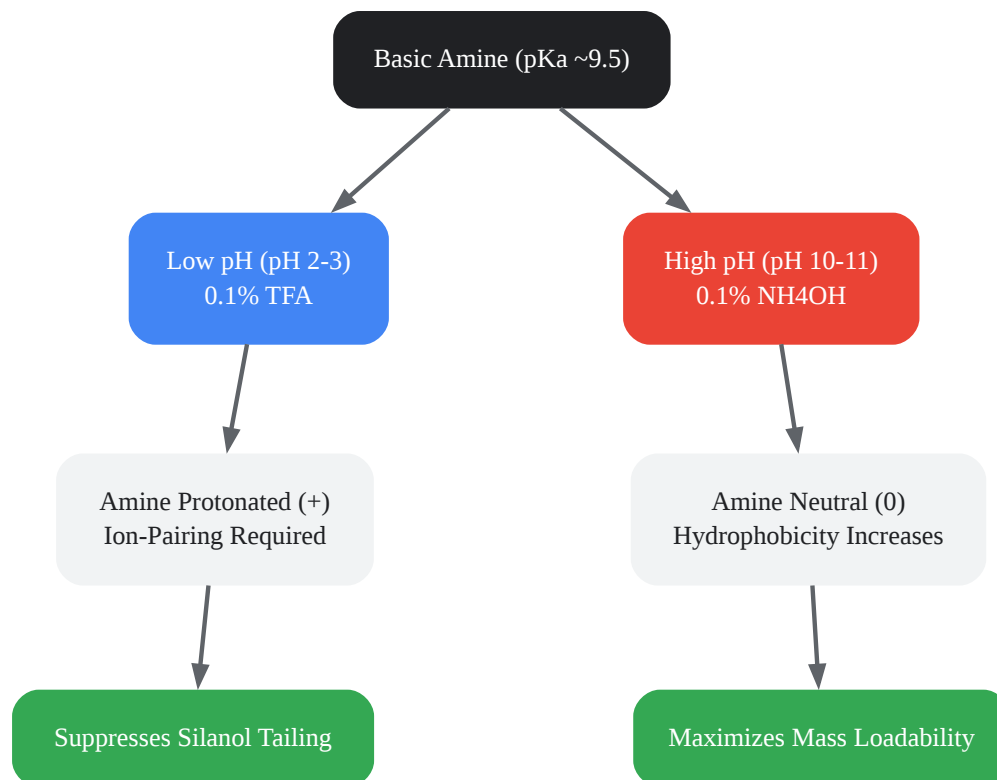 Basic Amine (pKa ~9.5)
Low pH (pH 2-3)
0.1% TFA
High pH (pH 10-11)
0.1% NH4OH
Amine Protonated (+)
Ion-Pairing Required
Amine Neutral (0)
Hydrophobicity Increases
Suppresses Silanol Tailing
Maximizes Mass Loadability